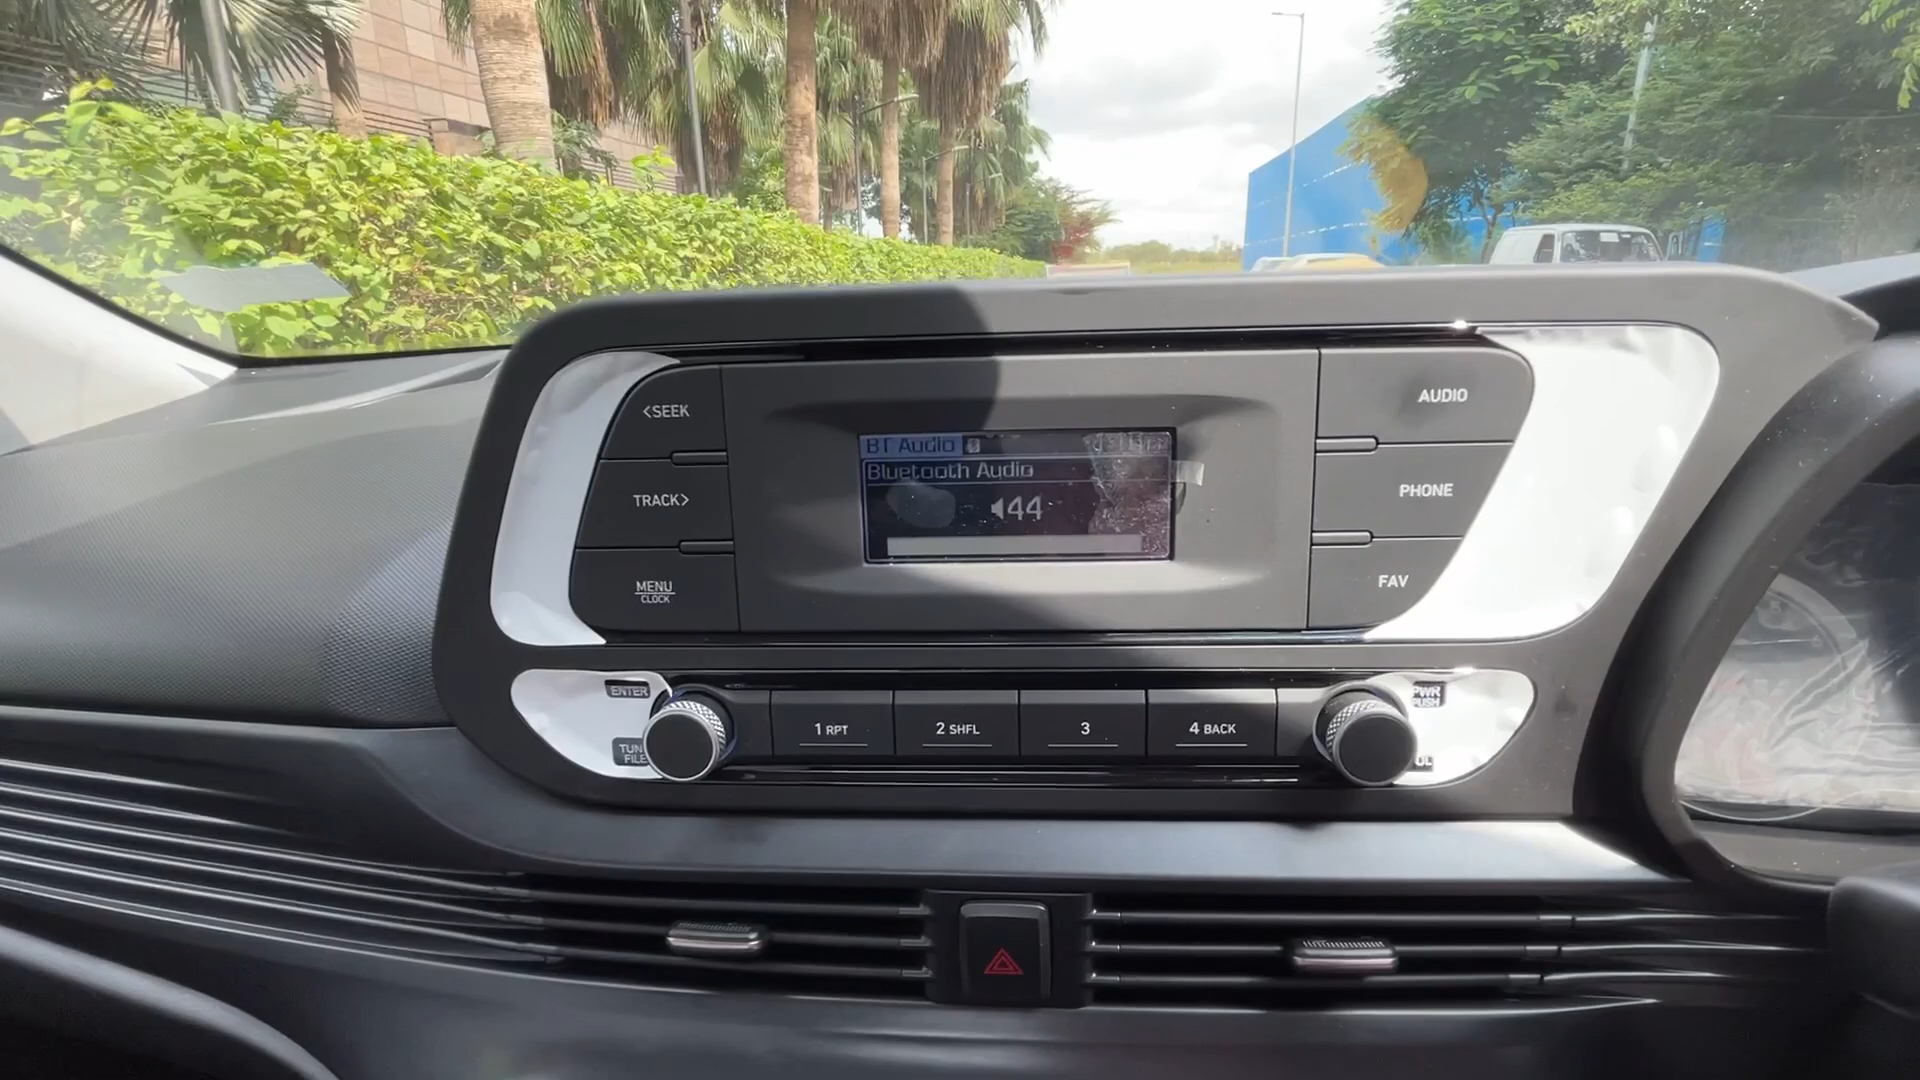 <SEEK
AUDIO
BT Audio
Bluetooth Audio
TRACK>
44
PHONE
MENU
CLOCK
FAV
ENTER
PWR
PUSH
1 RPT
2 SHFL
3
4 BACK
FILE